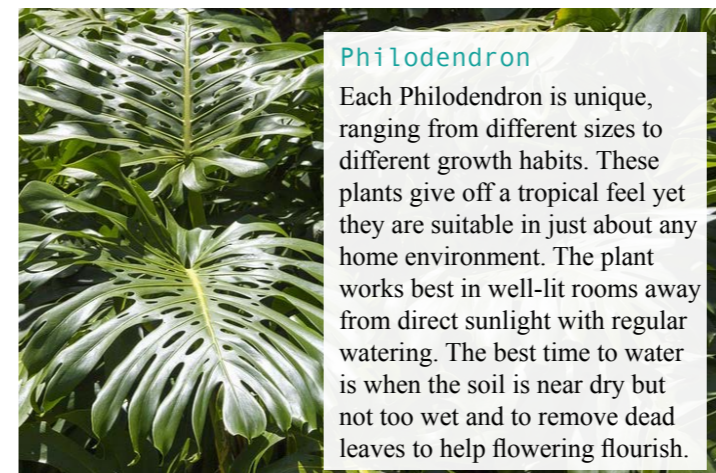 Philodendron
Each Philodendron is unique,
ranging from different sizes to
different growth habits. These
plants give off a tropical feel yet
they are suitable in just about any
home environment. The plant
works best in well-lit rooms away
from direct sunlight with regular
watering. The best time to water
is when the soil is near dry but
not too wet and to remove dead
leaves to help flowering flourish.